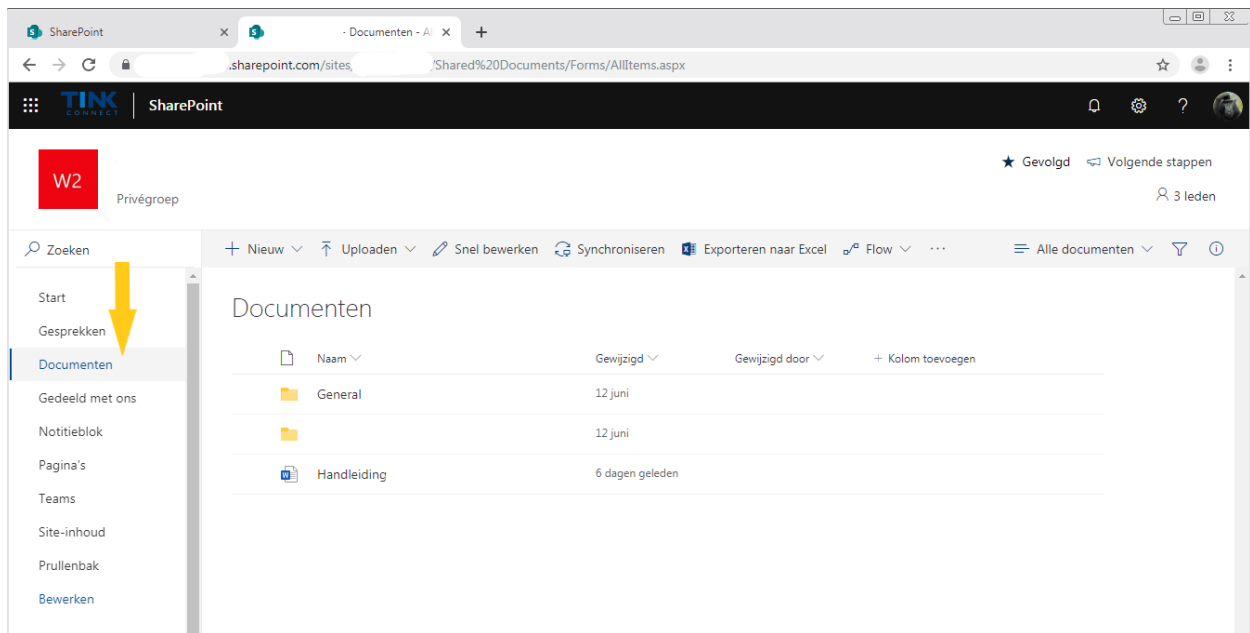 SharePoint
- Documenten - Al
.sharepoint.com/sites
/Shared%20Documents/Forms/AllItems.aspx
TINK
CONNECT
SharePoint
?
W2
Privégroep
Gevolgd
Volgende stappen
3 leden
Zoeken
Nieuw
Uploaden
Snel bewerken
Synchroniseren
Exporteren naar Excel
Flow
Alle documenten
Start
Gesprekken
Documenten
Gedeeld met ons
Notitieblok
Pagina's
Teams
Site-inhoud
Prullenbak
Bewerken
Documenten
Naam
Gewijzigd
Gewijzigd door
+ Kolom toevoegen
General
12 juni
12 juni
Handleiding
6 dagen geleden